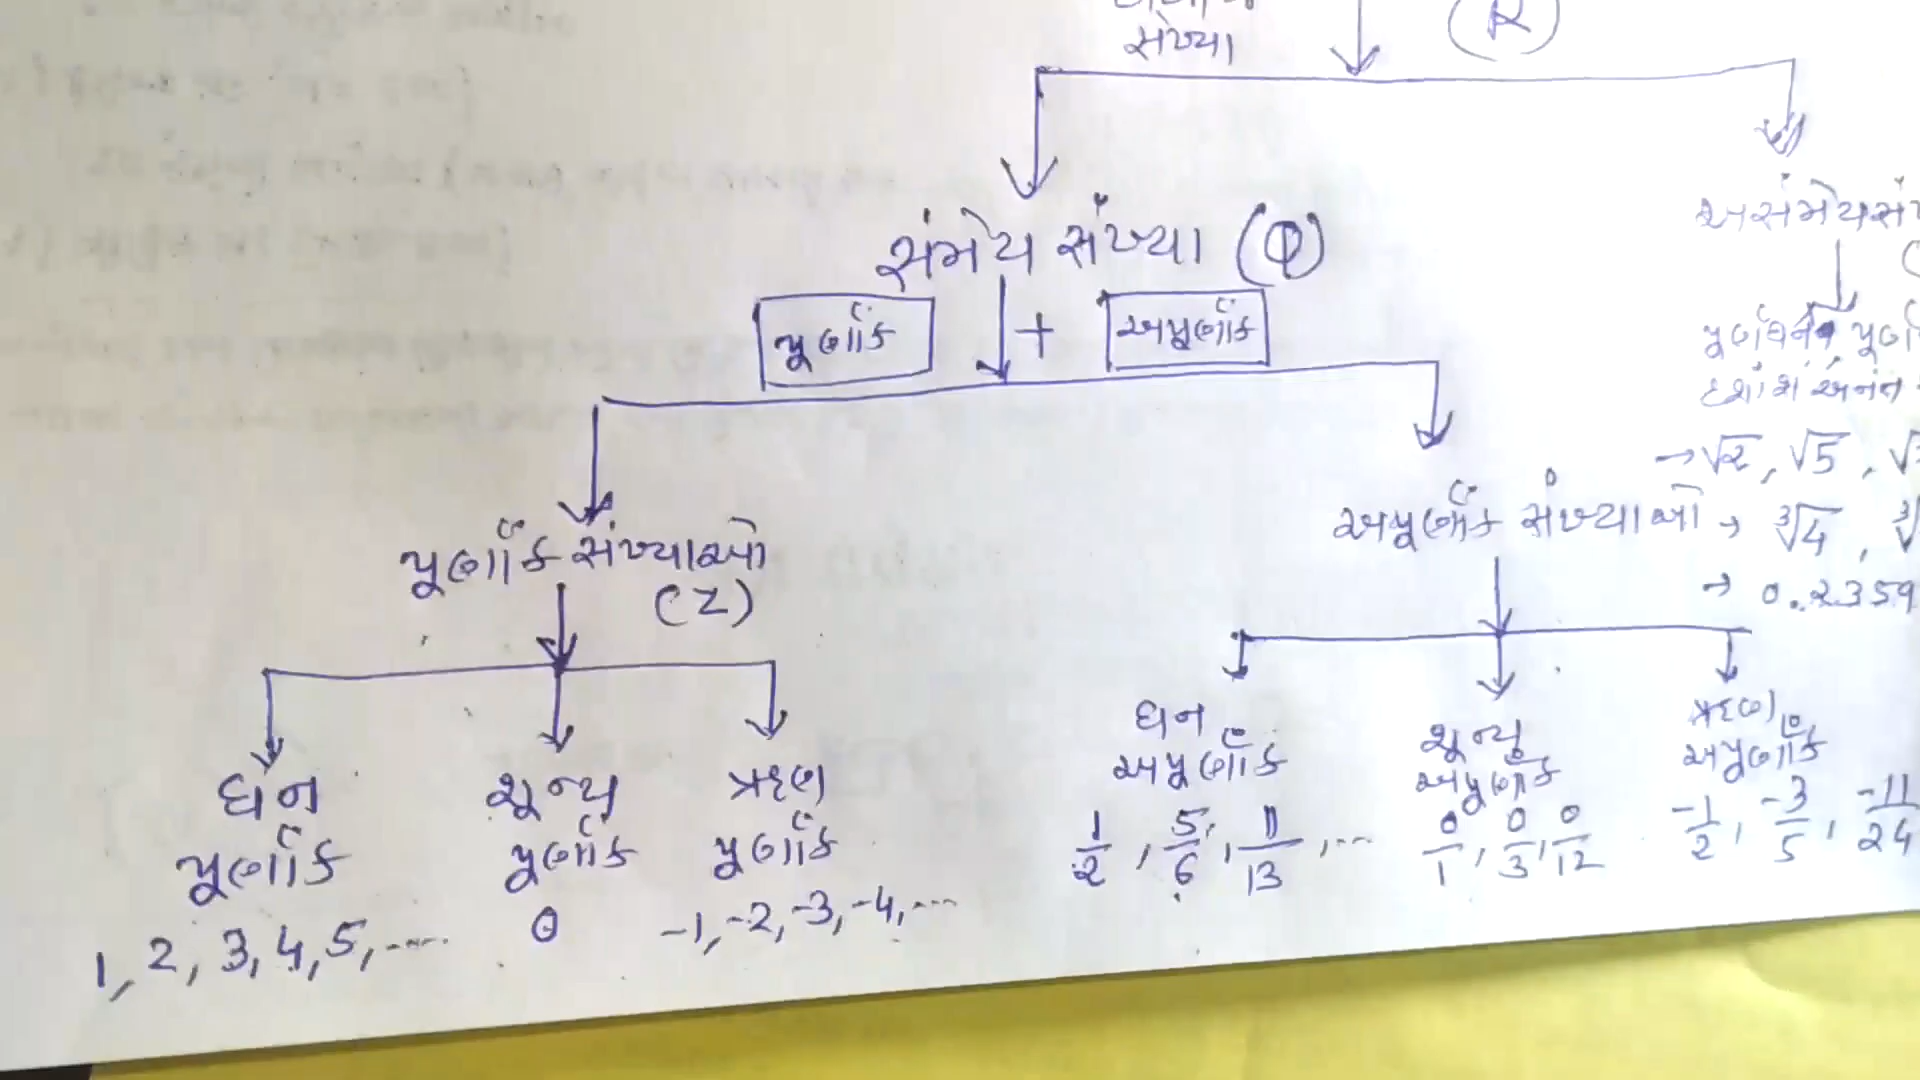 સંખ્યા
R
સંમેય સંખ્યા (Q)
પૂર્ણાંક + અપૂર્ણાંક
પૂર્ણાંક સંખ્યાઓ
(Z)
ધન
પૂર્ણાંક
1, 2, 3, 4, 5, ....
શૂન્ય
પૂર્ણાંક
0
ઋણ
પૂર્ણાંક
-1, -2, -3, -4, ....
અપૂર્ણાંક સંખ્યાઓ
ધન
અપૂર્ણાંક
1/2, 5/6, 11/13, ....
શૂન્ય
અપૂર્ણાંક
0/1, 0/3, 0/12
ઋણ
અપૂર્ણાંક
-1/2, -3/5, -11/24
અસંમેય
દશાંશ અનંત
→ √2, √5,
→ ∛4,
→ 0.2359